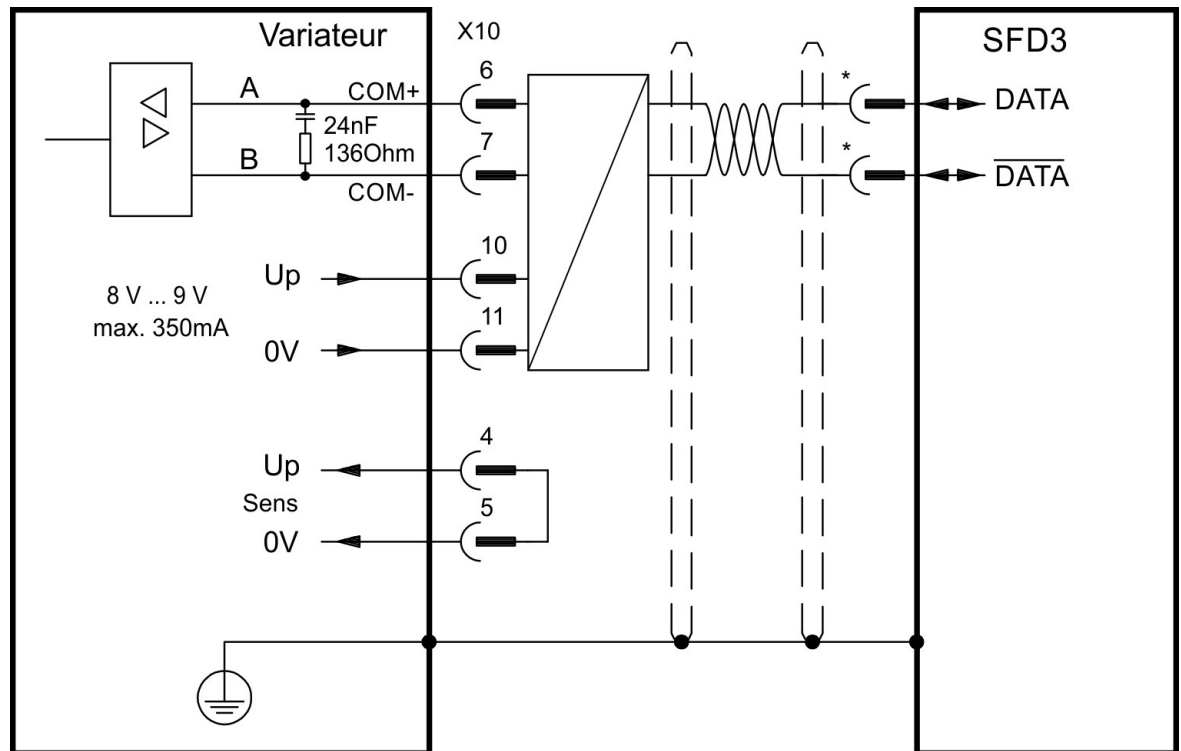 Variateur
X10
SFD3
6
A
COM+
*
DATA
24nF
136Ohm
7
B
COM-
*
DATA
10
Up
8 V ... 9 V
max. 350mA
11
0V
4
Up
Sens
5
0V